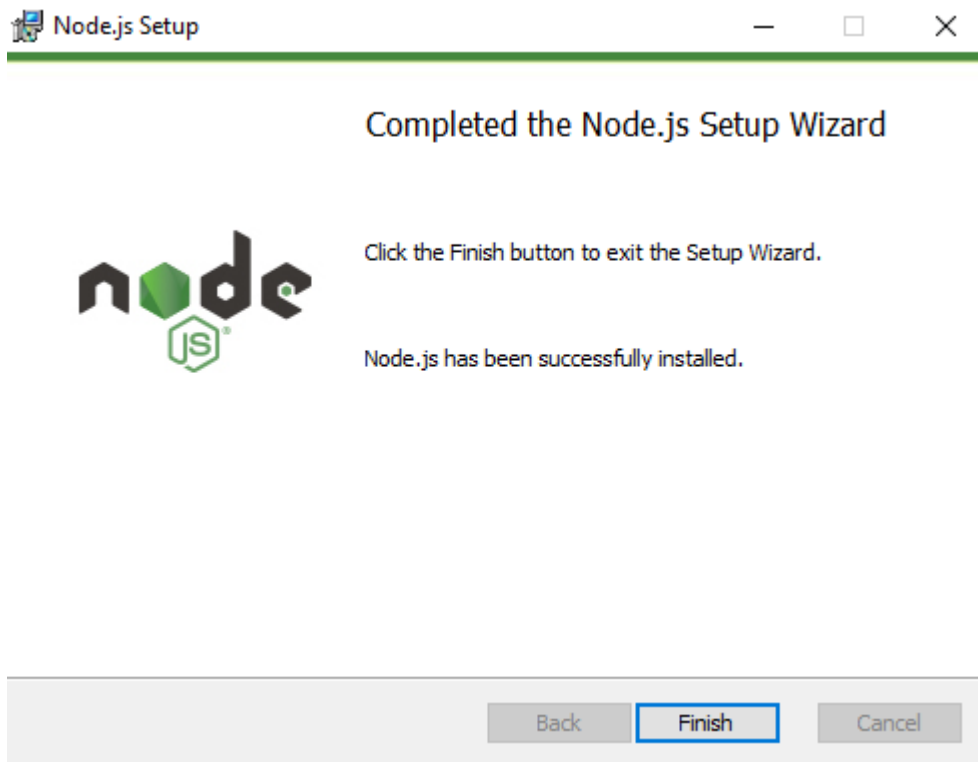 Node.js Setup
Completed the Node.js Setup Wizard
Click the Finish button to exit the Setup Wizard.
node
JS®
Node.js has been successfully installed.
Back
Finish
Cancel